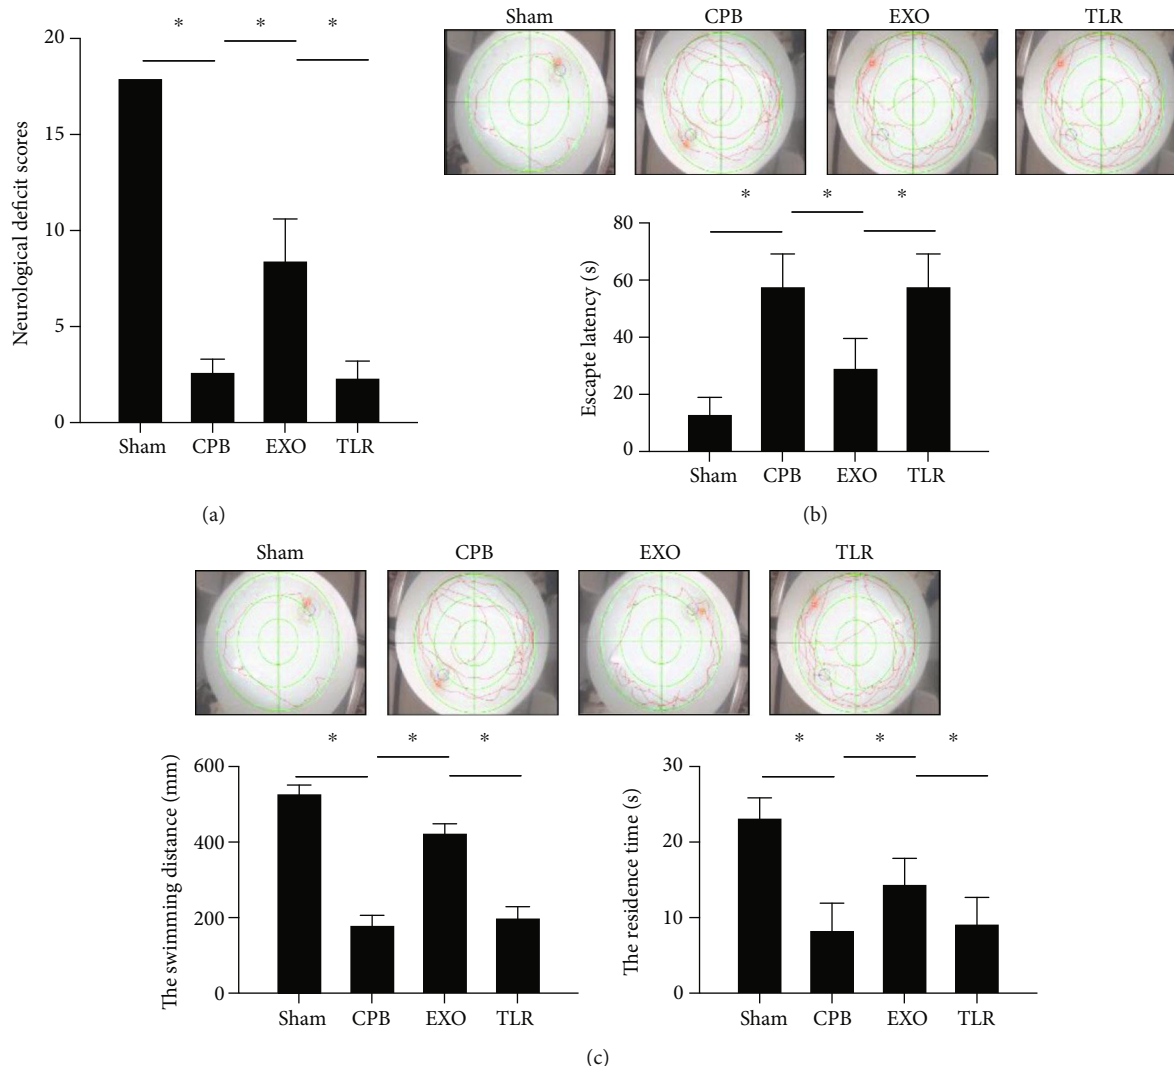 * * *
20
15
10
5
0
Neurological deficit scores
Sham CPB EXO TLR
(a)
Sham CPB EXO TLR
* * *
80
60
40
20
0
Escapte latency (s)
Sham CPB EXO TLR
(b)
Sham CPB EXO TLR
* * *
600
400
200
0
The swimming distance (mm)
Sham CPB EXO TLR
* * *
30
20
10
0
The residence time (s)
Sham CPB EXO TLR
(c)